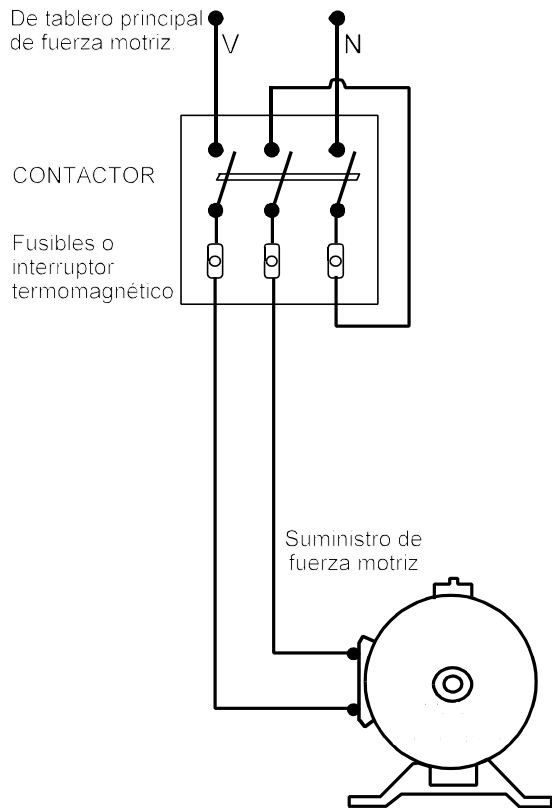 De tablero principal
de fuerza motriz
V
N
CONTACTOR
Fusibles o
interruptor
termomagnético
Suministro de
fuerza motriz